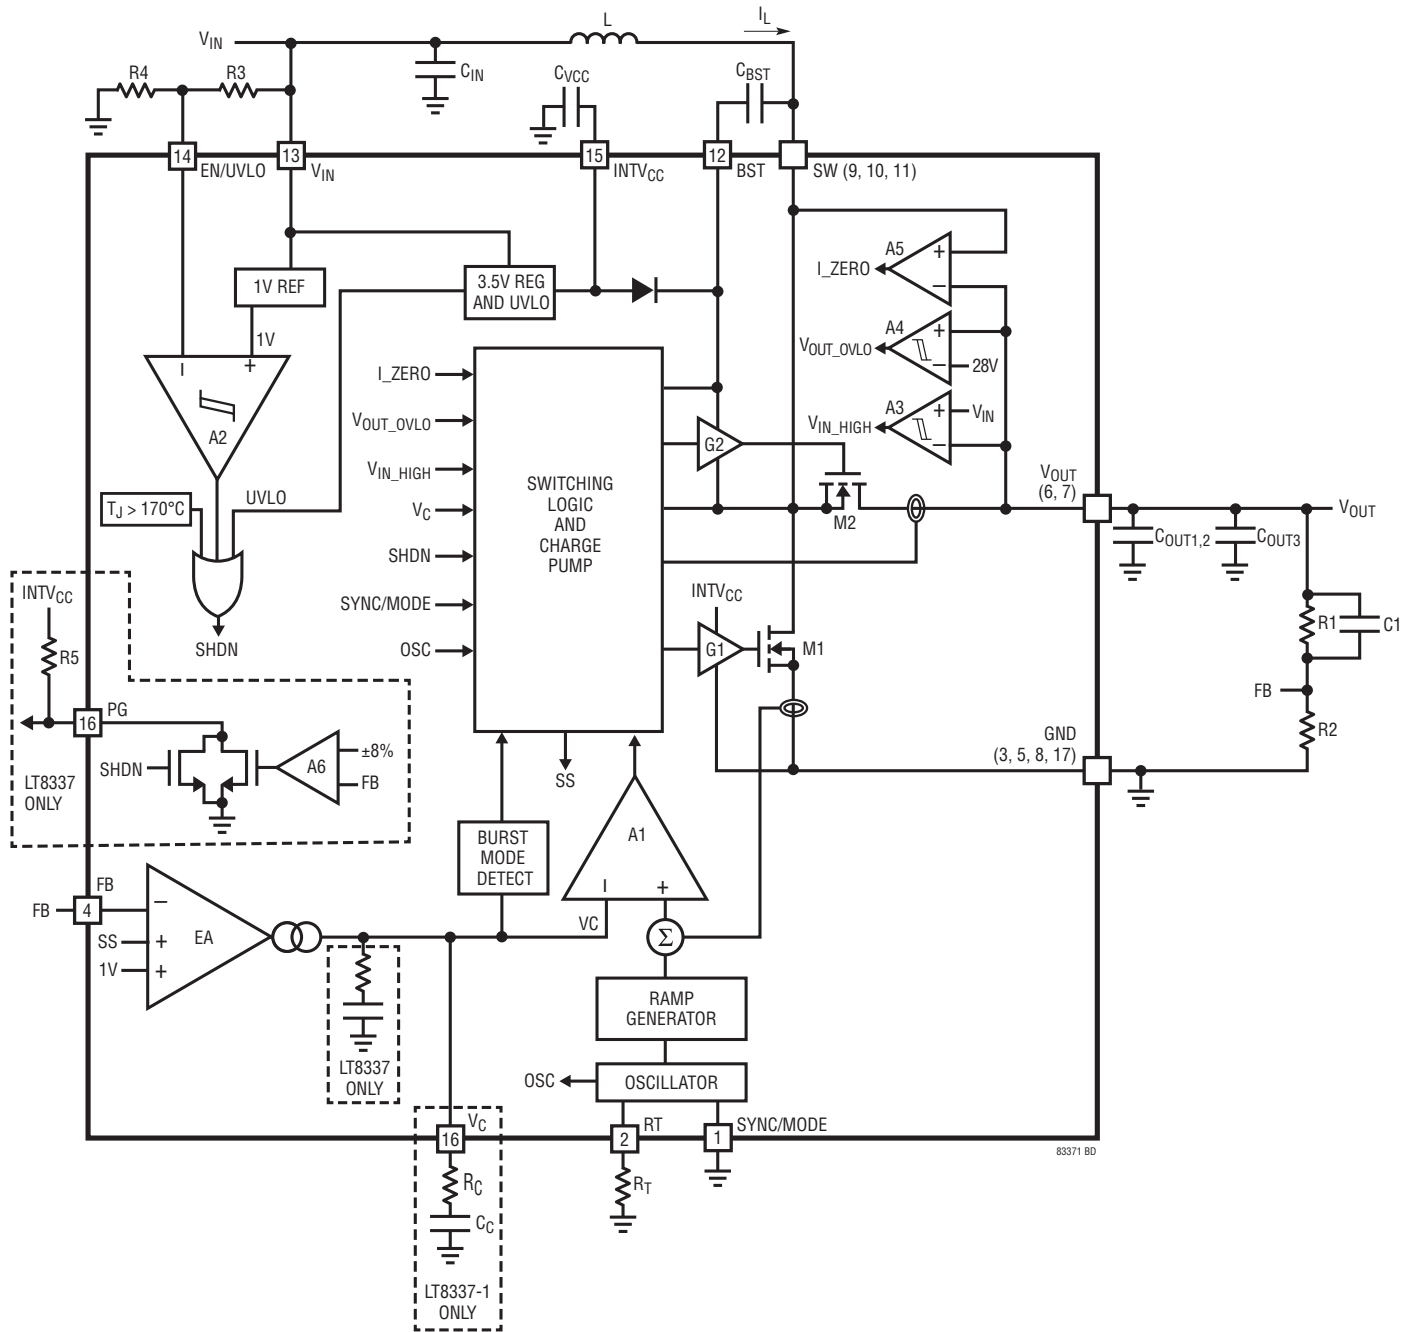 L
IL
VIN
R4
R3
CIN
CVCC
CBST
14
13
15
12
EN/UVLO
VIN
INTVCC
BST
SW (9, 10, 11)
A5
+
I_ZERO
–
1V REF
3.5V REG
AND UVLO
1V
A4
+
VOUT_OVLO
–
28V
–
+
A3
+
VIN
VIN_HIGH
–
A2
I_ZERO
VOUT_OVLO
VIN_HIGH
VC
SHDN
SYNC/MODE
OSC
SWITCHING
LOGIC
AND
CHARGE
PUMP
G2
M2
VOUT
(6, 7)
VOUT
COUT1,2
COUT3
TJ > 170°C
UVLO
SHDN
INTVCC
R5
INTVCC
G1
M1
R1
C1
FB
R2
16
PG
SHDN
A6
±8%
FB
LT8337
ONLY
GND
(3, 5, 8, 17)
SS
BURST
MODE
DETECT
A1
–
+
FB
FB
4
–
SS
+
EA
1V
+
VC
Σ
RAMP
GENERATOR
LT8337
ONLY
OSC
OSCILLATOR
VC
16
RT
2
SYNC/MODE
1
83371 BD
RC
RT
CC
LT8337-1
ONLY